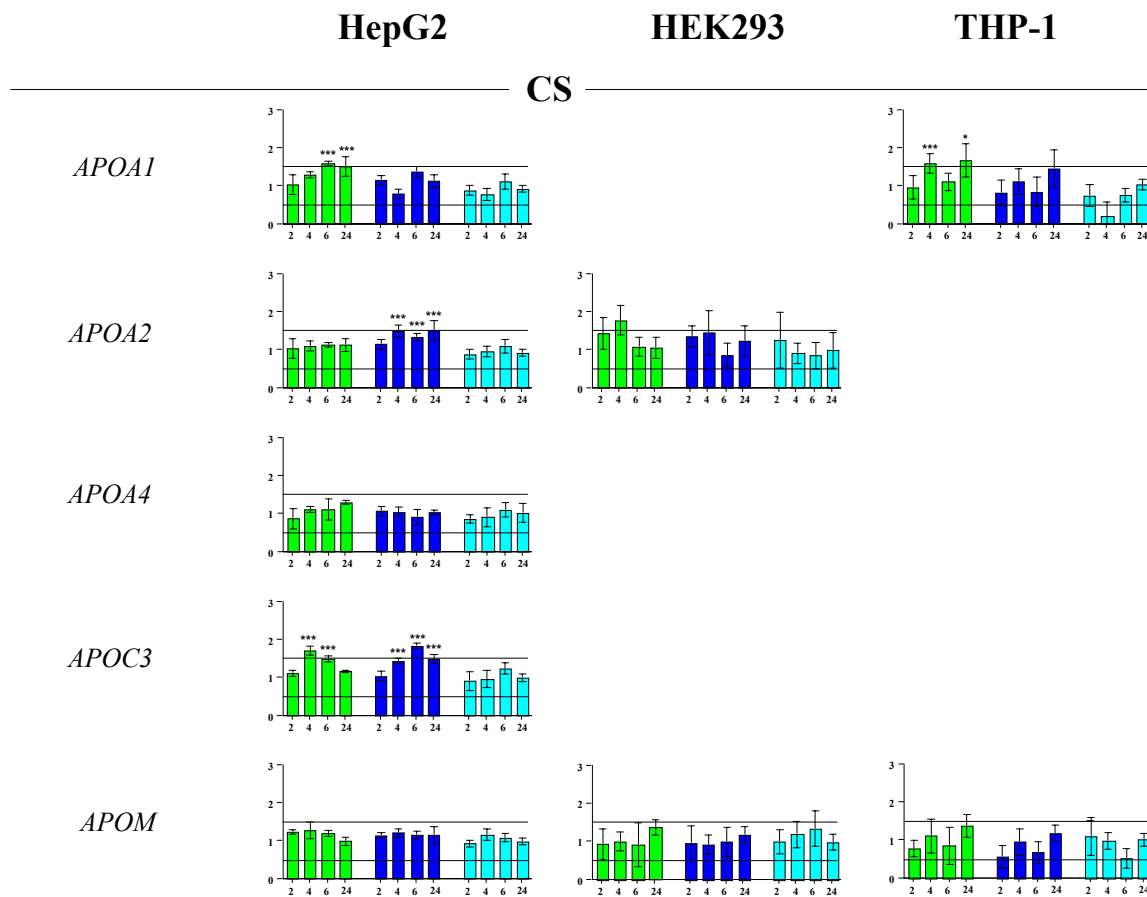 HepG2 HEK293 THP-1
CS
APOA1
3 2 1 0
*** ***
2 4 6 24 2 4 6 24 2 4 6 24
3 2 1 0
*** *
2 4 6 24 2 4 6 24 2 4 6 24
APOA2
3 2 1 0
*** *** ***
2 4 6 24 2 4 6 24 2 4 6 24
3 2 1 0
2 4 6 24 2 4 6 24 2 4 6 24
APOA4
3 2 1 0
2 4 6 24 2 4 6 24 2 4 6 24
APOC3
3 2 1 0
*** *** *** *** ***
2 4 6 24 2 4 6 24 2 4 6 24
APOM
3 2 1 0
2 4 6 24 2 4 6 24 2 4 6 24
3 2 1 0
2 4 6 24 2 4 6 24 2 4 6 24
3 2 1 0
2 4 6 24 2 4 6 24 2 4 6 24